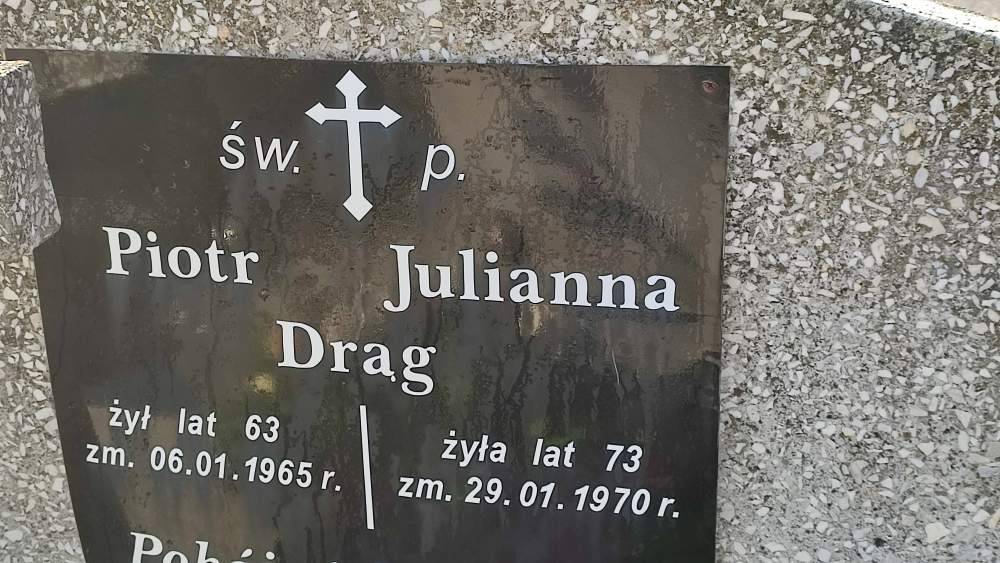 św. p.
Piotr Julianna
Drąg
żył lat 63
zm. 06.01.1965 r.
żyła lat 73
zm. 29.01.1970 r.